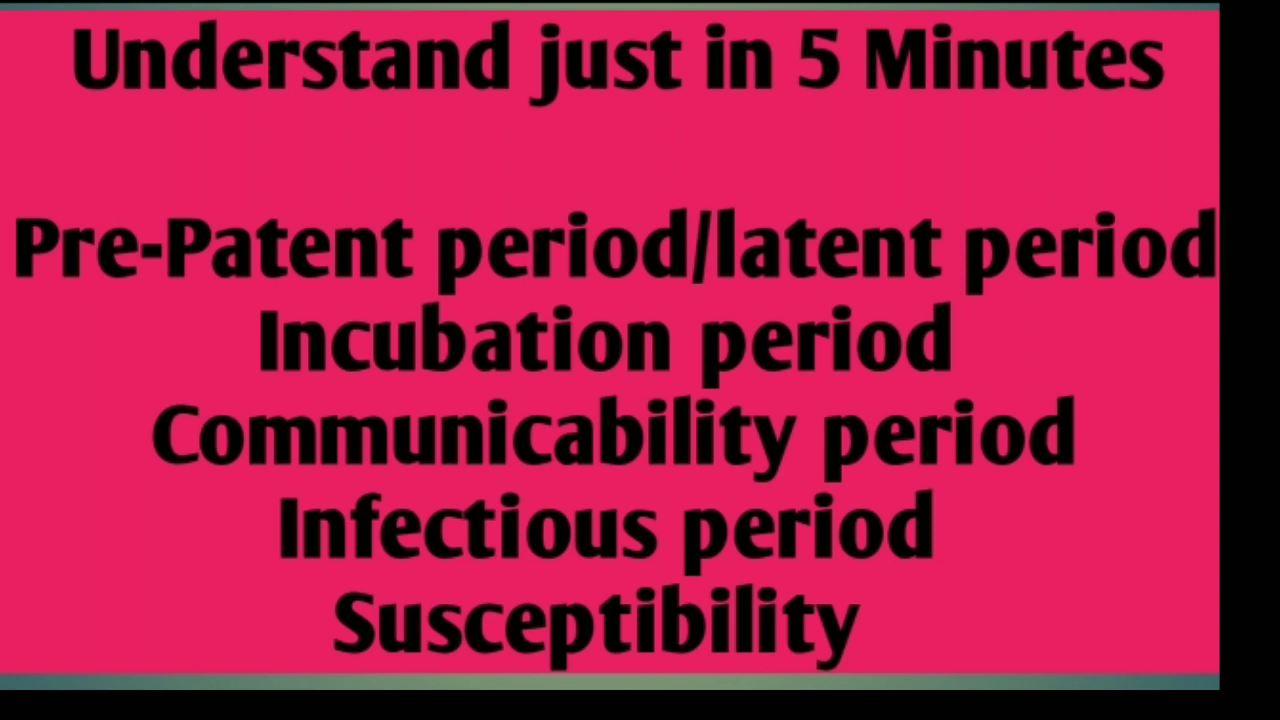 Understand just in 5 Minutes
Pre-Patent period/latent period
Incubation period
Communicability period
Infectious period
Susceptibility